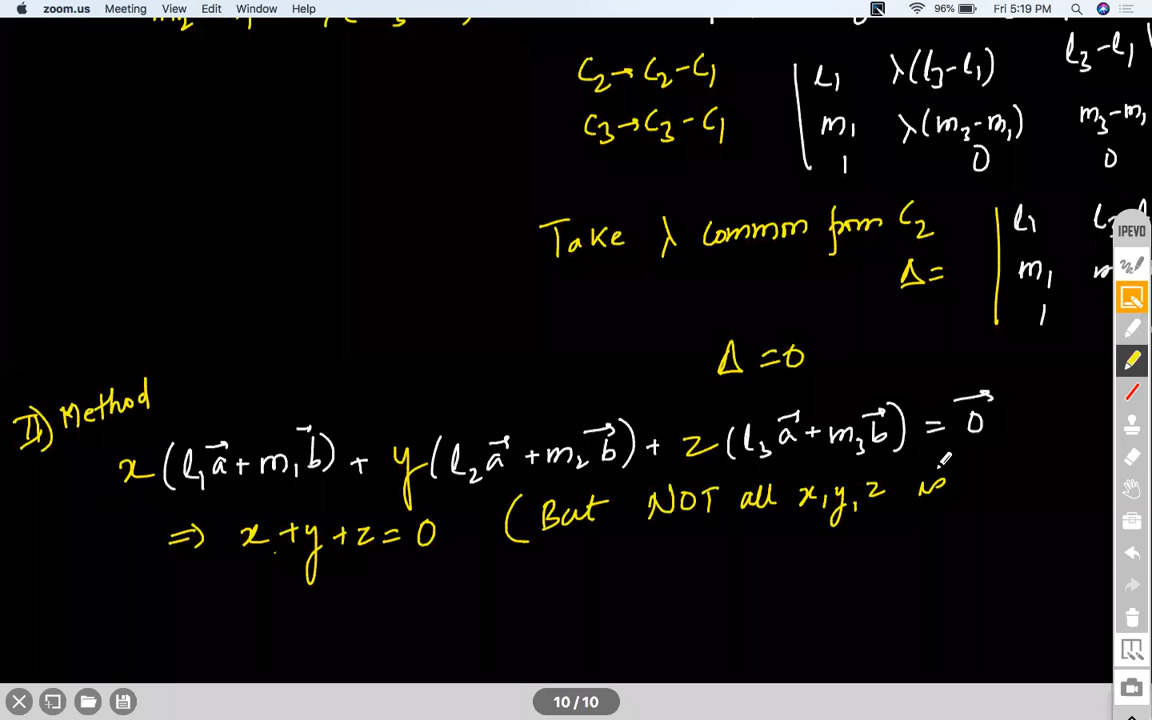 zoom.us Meeting View Edit Window Help 96% Fri 5:19 PM
C₂→C₂-C₁
C₃→C₃-C₁
l₁ λ(l₃-l₁) l₃-l₁
m₁ λ(m₃-m₁) m₃-m₁
1 0 0
IPEVO
Take λ common from C₂
Δ=
l₁
m₁
1
Δ=0
II) Method
x(l₁a⃗+m₁b⃗) + y(l₂a⃗+m₂b⃗) + z(l₃a⃗+m₃b⃗) = 0⃗
⇒ x+y+z=0 (But NOT all x,y,z is
10/10